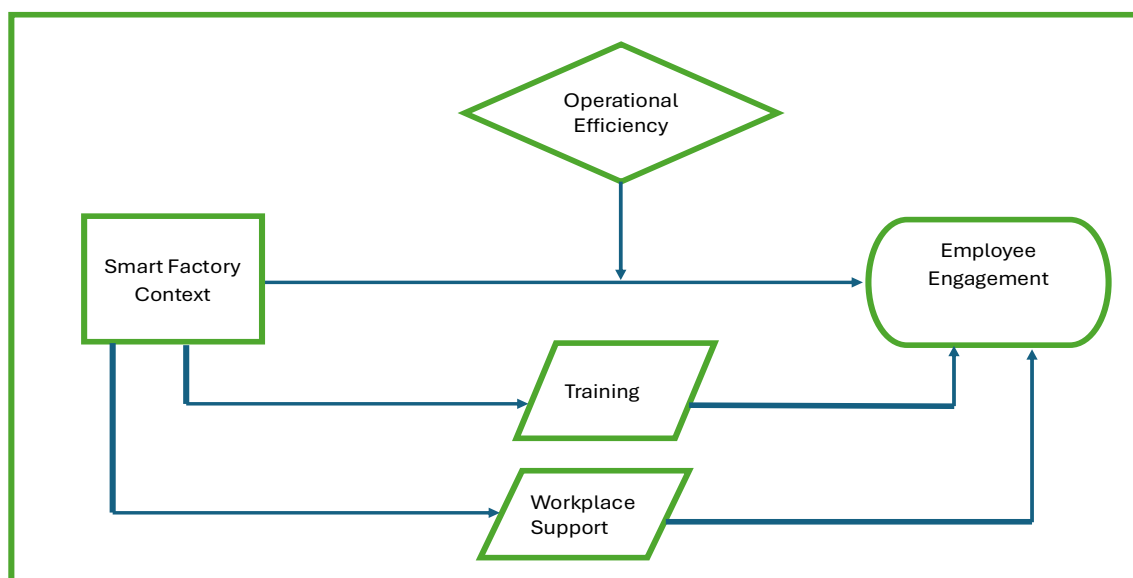 Operational
Efficiency
Smart Factory
Context
Employee
Engagement
Training
Workplace
Support